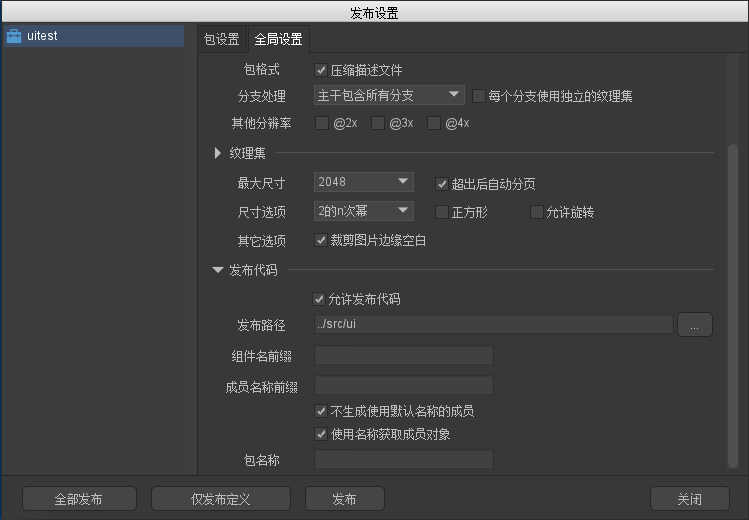 发布设置
uitest
包设置 全局设置
包格式 压缩描述文件
分支处理 主干包含所有分支 每个分支使用独立的纹理集
其他分辨率 @2x @3x @4x
纹理集
最大尺寸 2048 超出后自动分页
尺寸选项 2的n次幂 正方形 允许旋转
其它选项 裁剪图片边缘空白
发布代码
允许发布代码
发布路径 ../src/ui ...
组件名前缀
成员名称前缀
不生成使用默认名称的成员
使用名称获取成员对象
包名称
全部发布 仅发布定义 发布 关闭